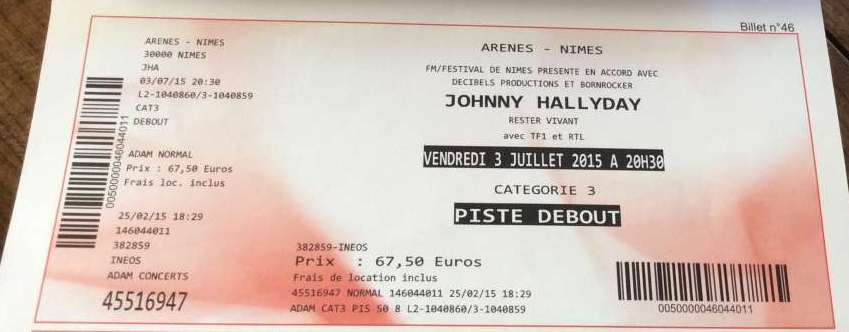 Billet n°46
ARENES - NIMES
30000 NIMES
JHA
03/07/15 20:30
L2-1040860/3-1040859
CAT3
DEBOUT
ADAM NORMAL
Prix : 67,50 Euros
Frais loc. inclus
25/02/15 18:29
146044011
382859
INEOS
ADAM CONCERTS
45516947
0050000046044011
ARENES - NIMES
FM/FESTIVAL DE NIMES PRESENTE EN ACCORD AVEC
DECIBELS PRODUCTIONS ET BORNROCKER
JOHNNY HALLYDAY
RESTER VIVANT
avec TF1 et RTL
VENDREDI 3 JUILLET 2015 A 20H30
CATEGORIE 3
PISTE DEBOUT
382859-INEOS
Prix : 67,50 Euros
Frais de location inclus
45516947 NORMAL 146044011 25/02/15 18:29
ADAM CAT3 PIS 50 8 L2-1040860/3-1040859
0050000046044011